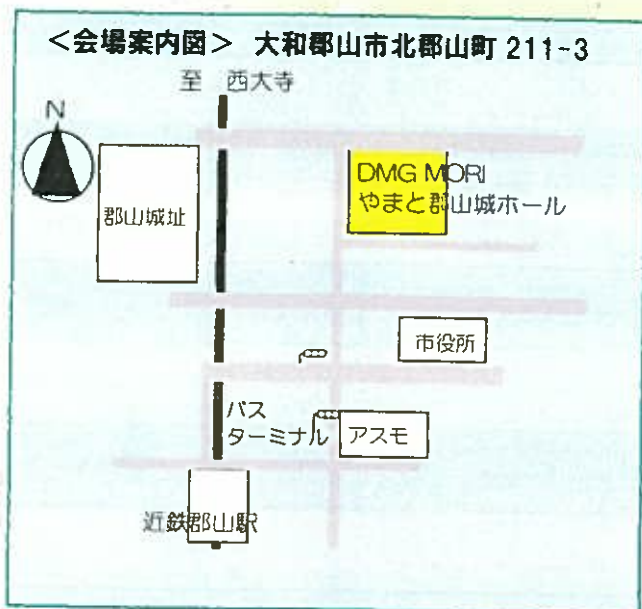 ＜会場案内図＞ 大和郡山市北郡山町 211-3
至 西大寺
N
郡山城址
DMG MORI
やまと郡山城ホール
市役所
バス
ターミナル
アスモ
近鉄郡山駅